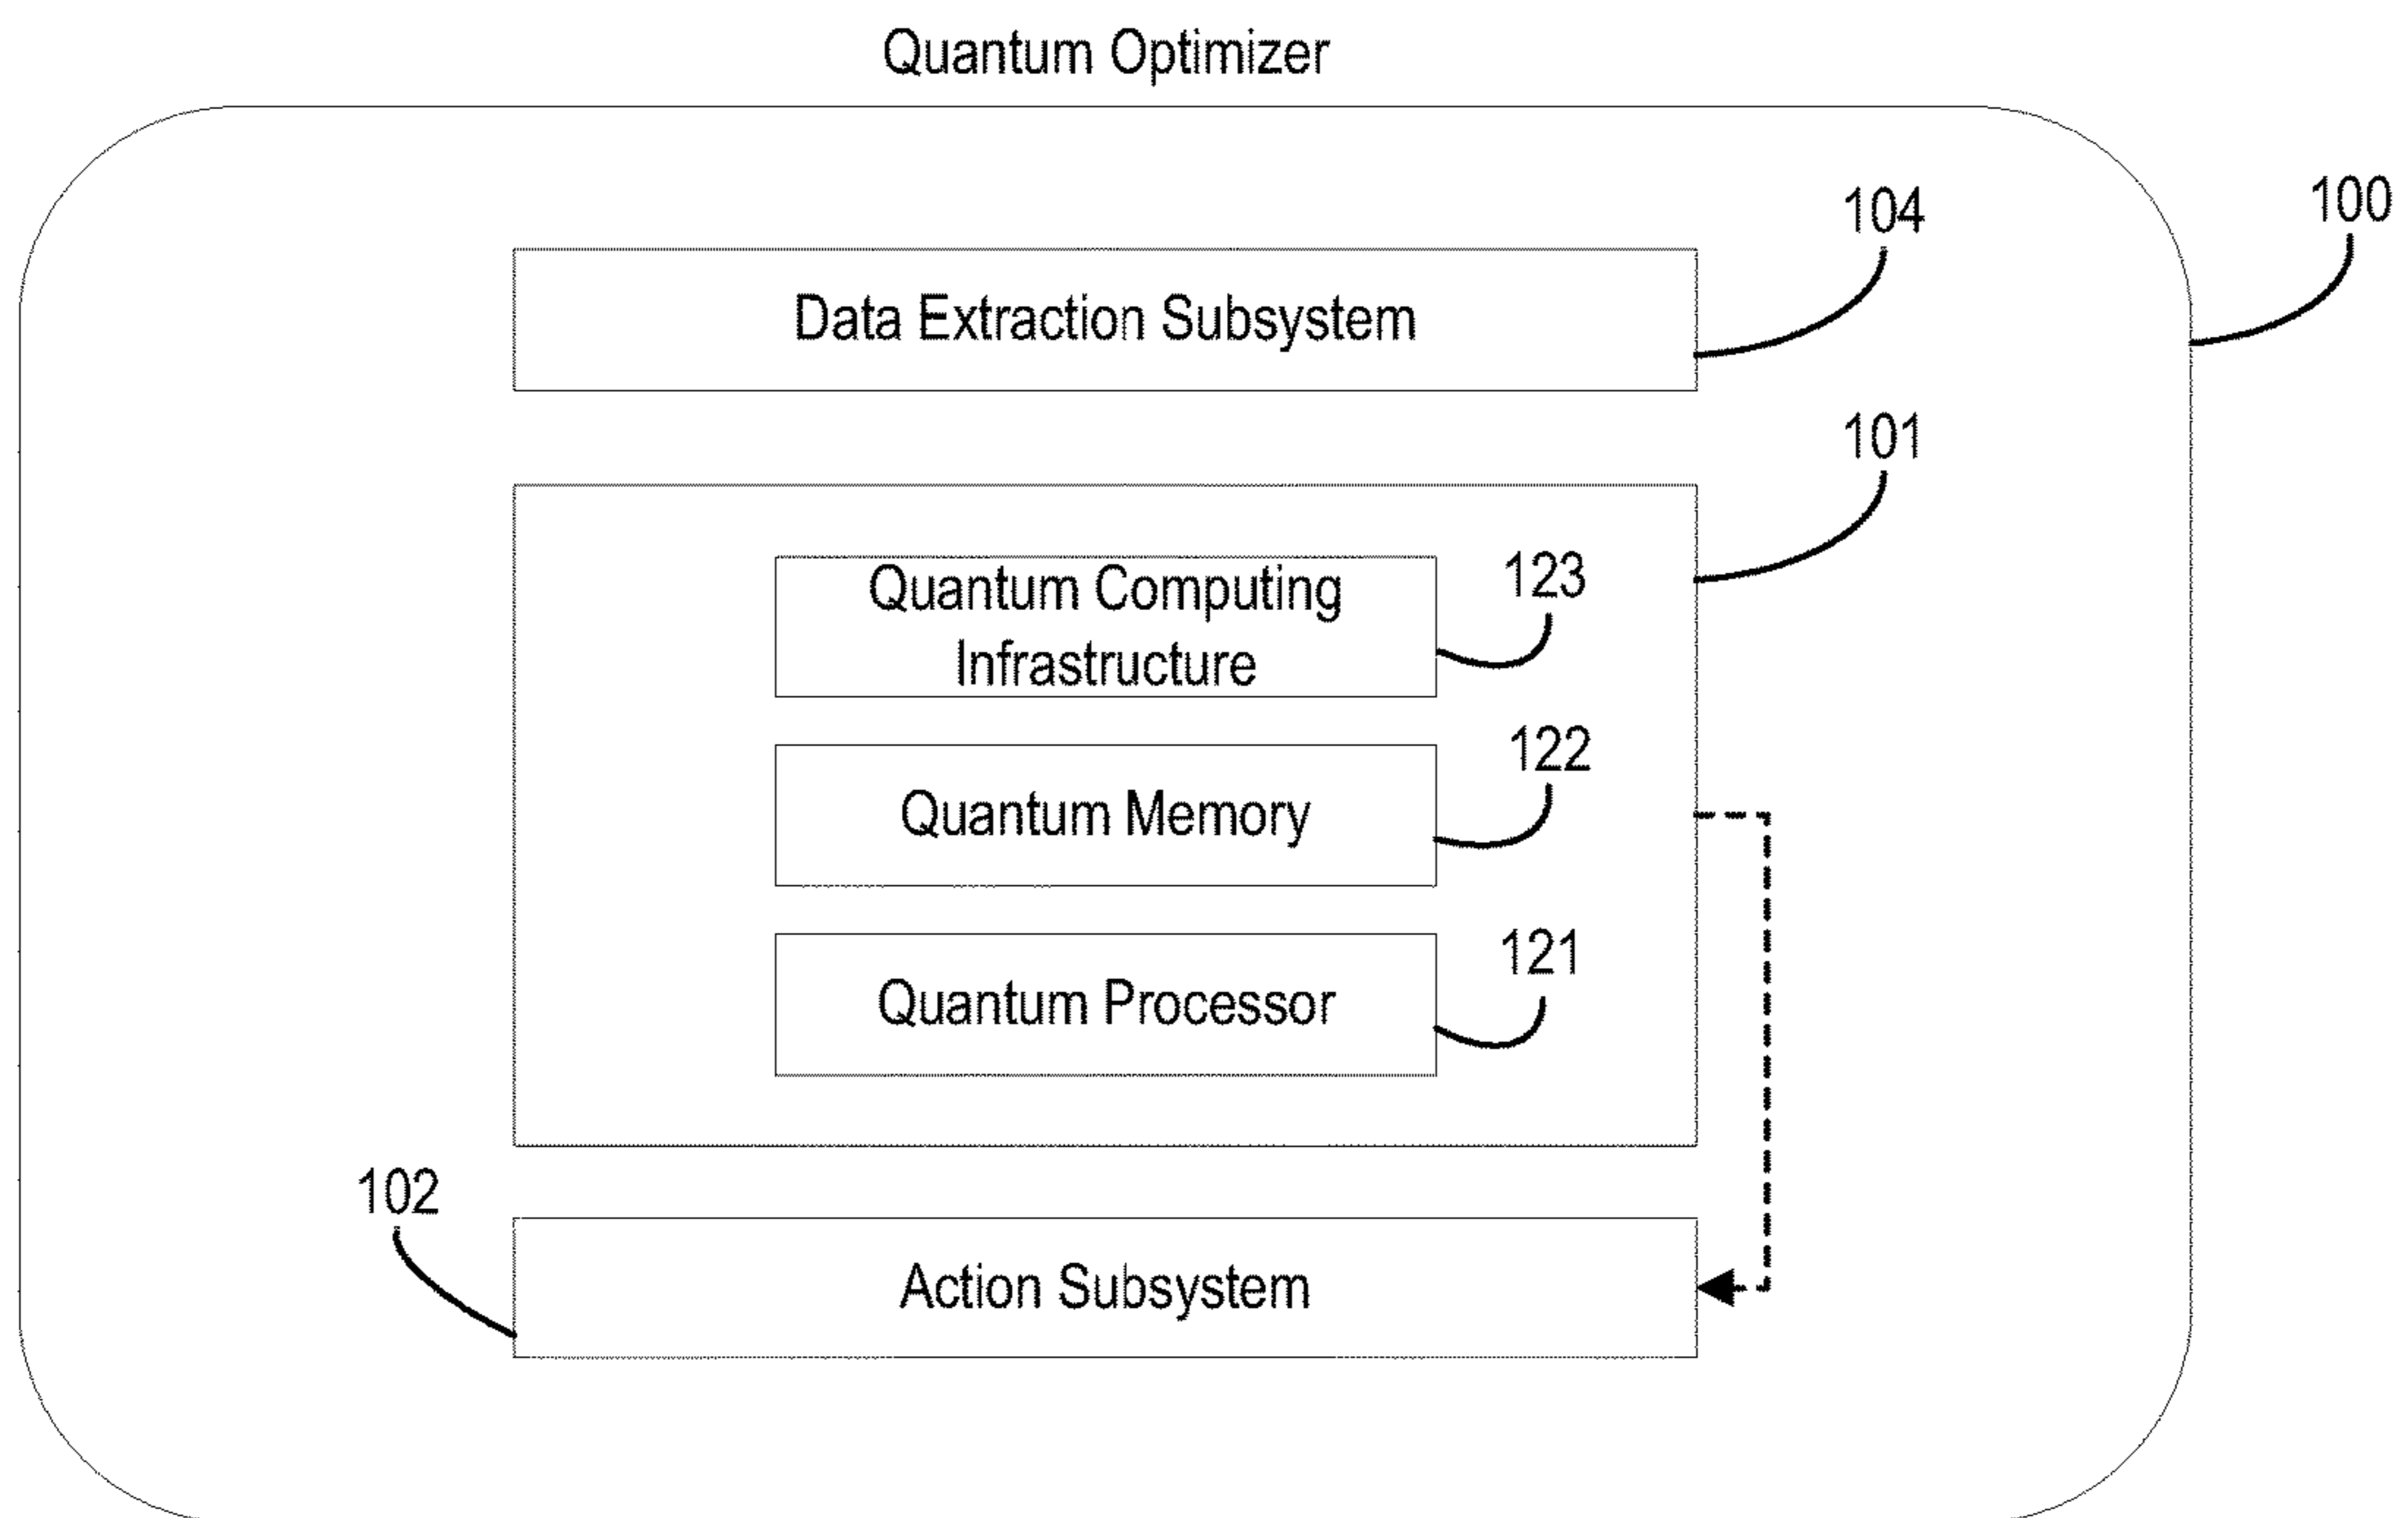 Quantum Optimizer
104
100
Data Extraction Subsystem
101
Quantum Computing
Infrastructure
123
122
Quantum Memory
121
Quantum Processor
102
Action Subsystem